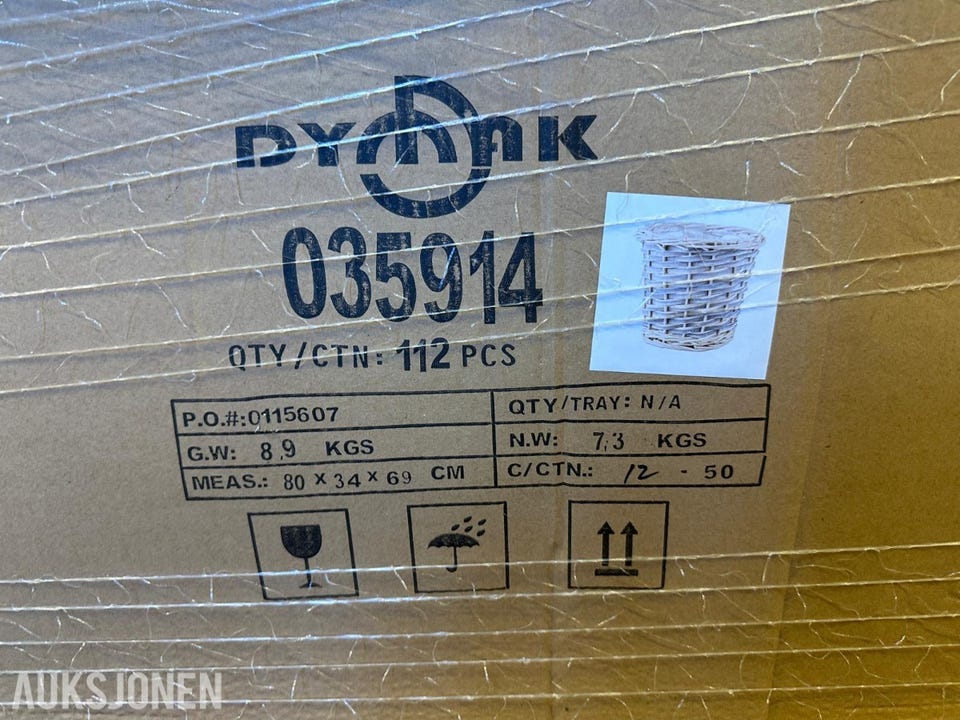 DYMAK
035914
QTY/CTN: 112 PCS
P.O.#:0115607
QTY/TRAY: N/A
G.W: 8,9 KGS
N.W: 7,3 KGS
MEAS.: 80 x 34 x 69 CM
C/CTN.: 12 - 50
AUKSJONEN